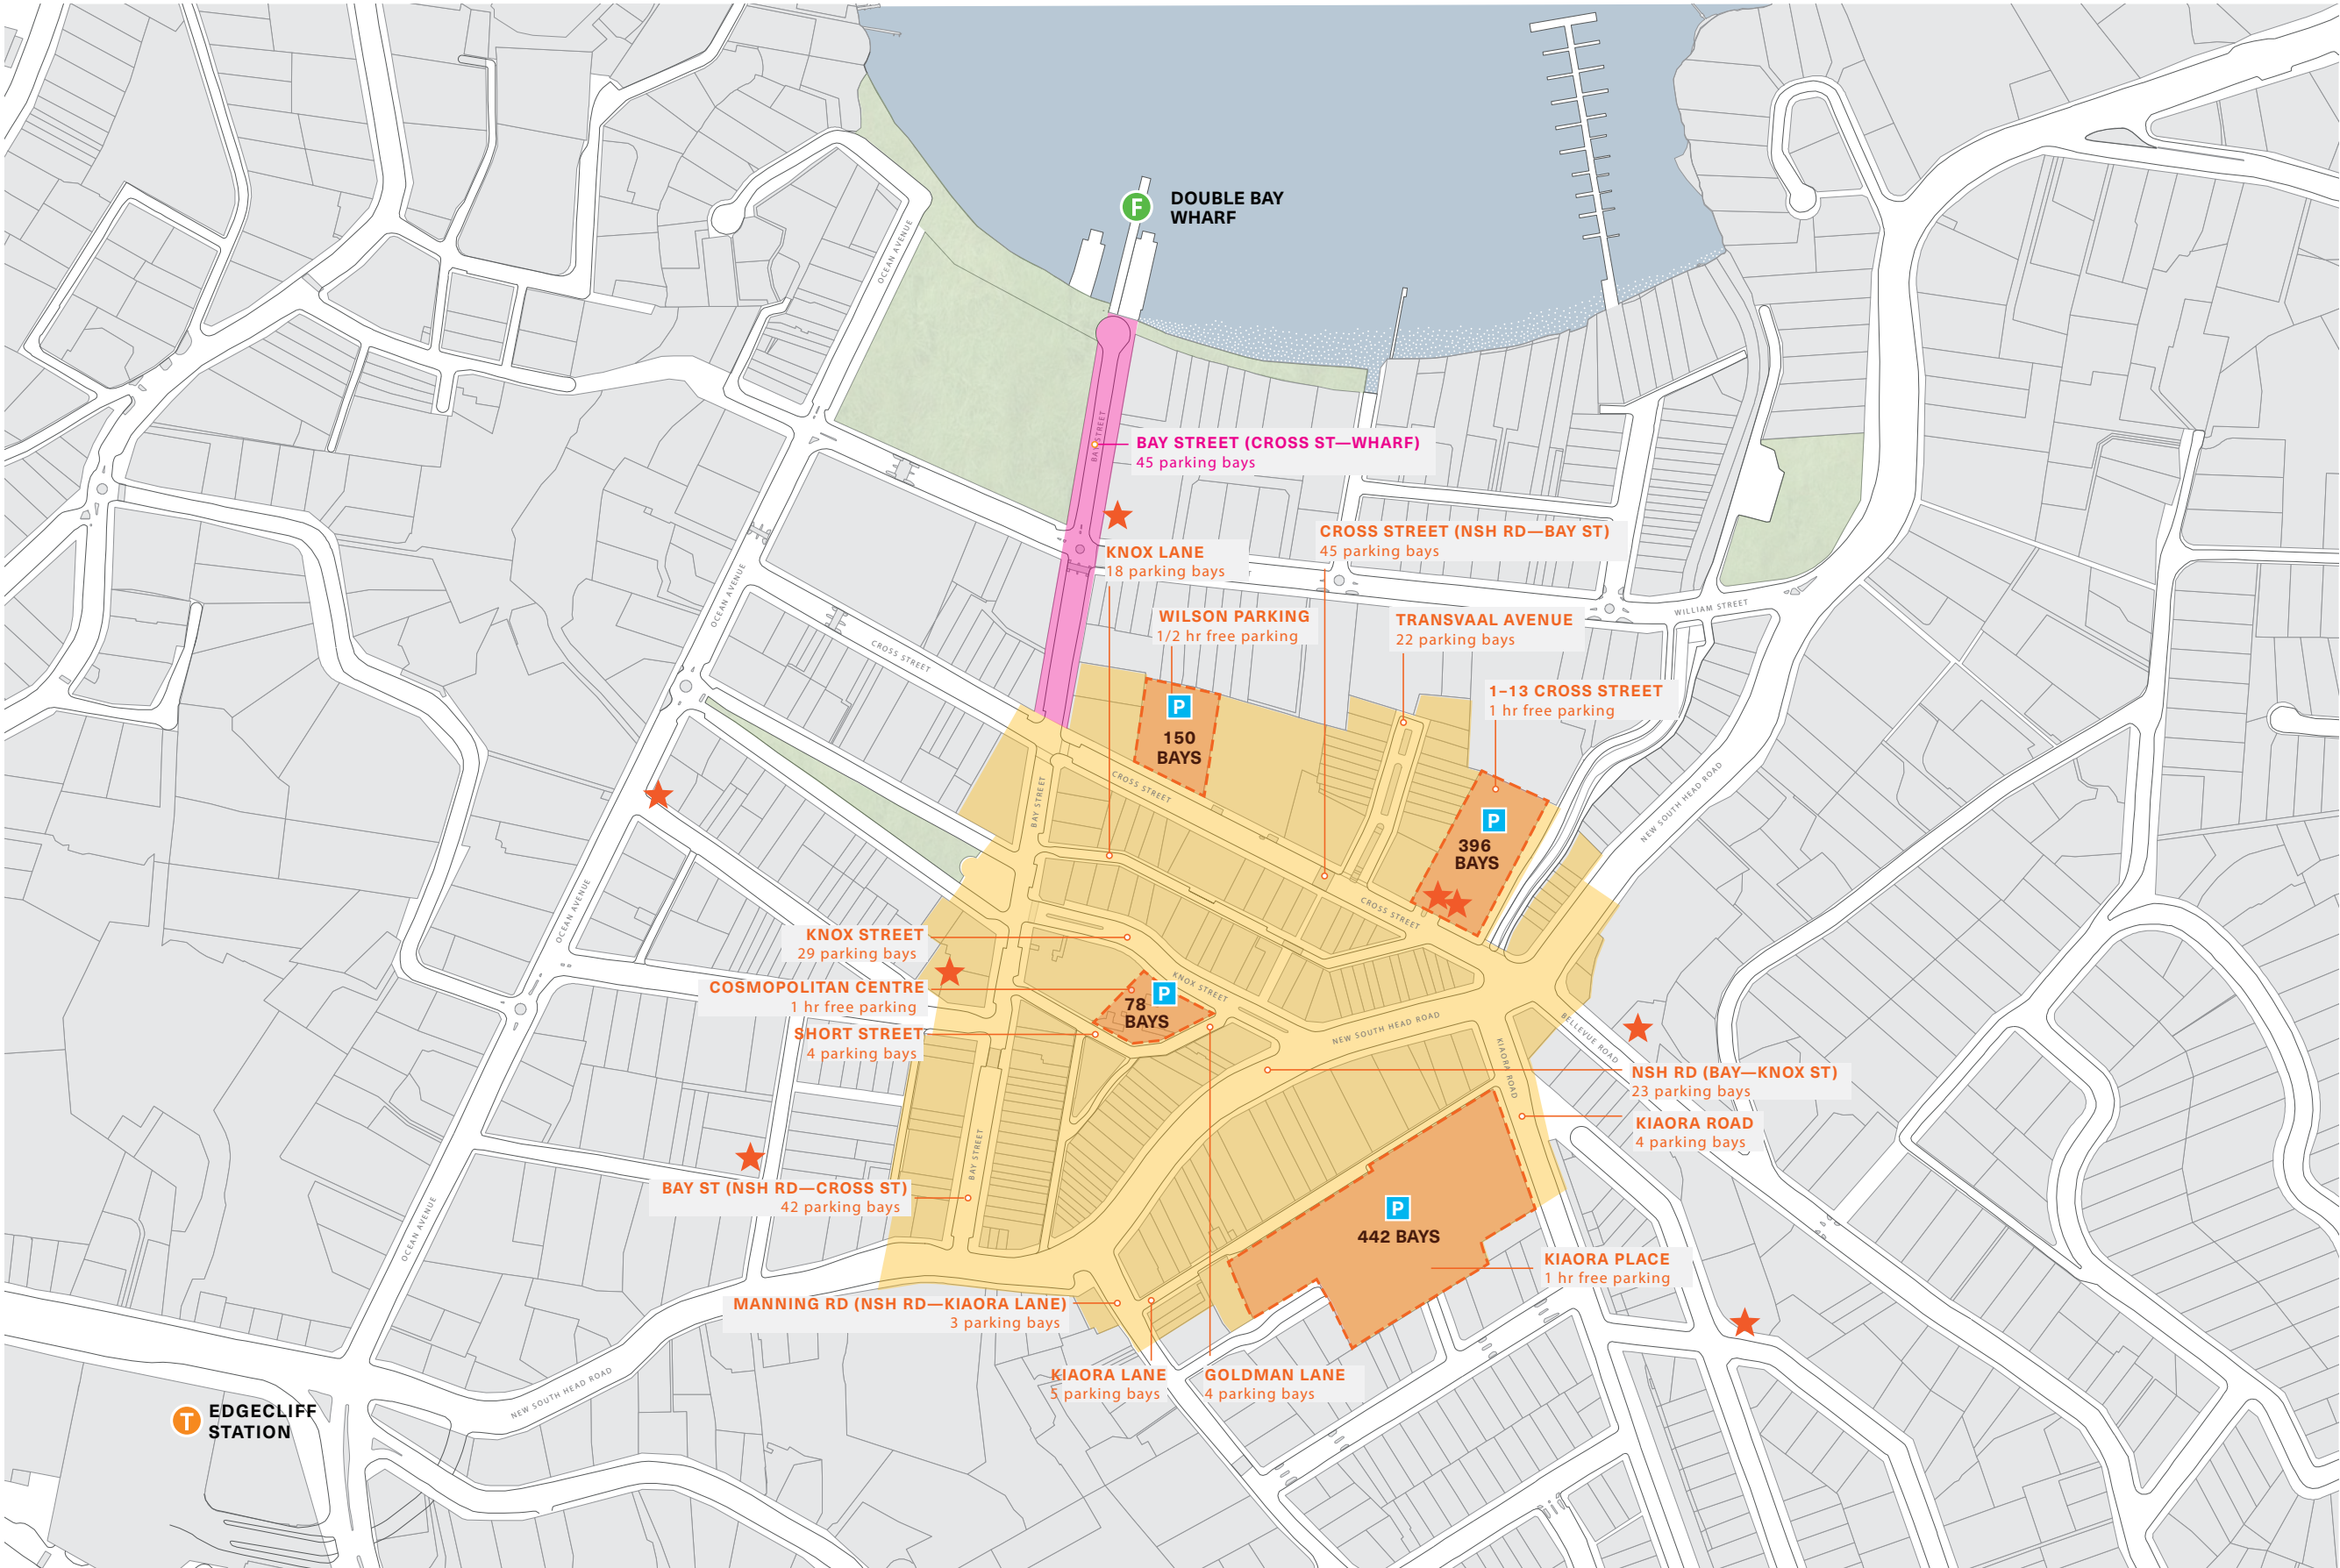 F
DOUBLE BAY
WHARF
OCEAN AVENUE
BAY STREET
BAY STREET (CROSS ST—WHARF)
45 parking bays
CROSS STREET (NSH RD—BAY ST)
45 parking bays
KNOX LANE
18 parking bays
WILLIAM STREET
OCEAN AVENUE
WILSON PARKING
1/2 hr free parking
TRANSVAAL AVENUE
22 parking bays
CROSS STREET
1–13 CROSS STREET
1 hr free parking
P
150
BAYS
CROSS STREET
BAY STREET
NEW SOUTH HEAD ROAD
P
396
BAYS
CROSS STREET
OCEAN AVENUE
KNOX STREET
29 parking bays
COSMOPOLITAN CENTRE
1 hr free parking
KNOX STREET
P
78
BAYS
SHORT STREET
4 parking bays
NEW SOUTH HEAD ROAD
BELLEVUE ROAD
KIAORA ROAD
NSH RD (BAY—KNOX ST)
23 parking bays
KIAORA ROAD
4 parking bays
BAY STREET
BAY ST (NSH RD—CROSS ST)
42 parking bays
P
442 BAYS
OCEAN AVENUE
KIAORA PLACE
1 hr free parking
MANNING RD (NSH RD—KIAORA LANE)
3 parking bays
KIAORA LANE
5 parking bays
GOLDMAN LANE
4 parking bays
NEW SOUTH HEAD ROAD
T
EDGECLIFF
STATION